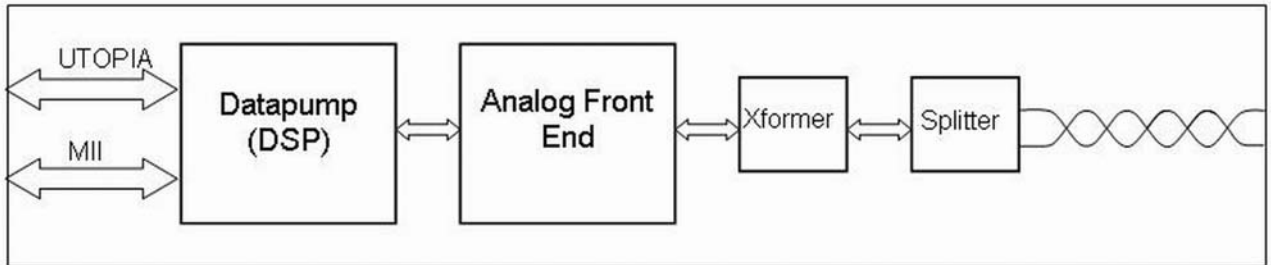 UTOPIA
MII
Datapump
(DSP)
Analog Front
End
Xformer
Splitter